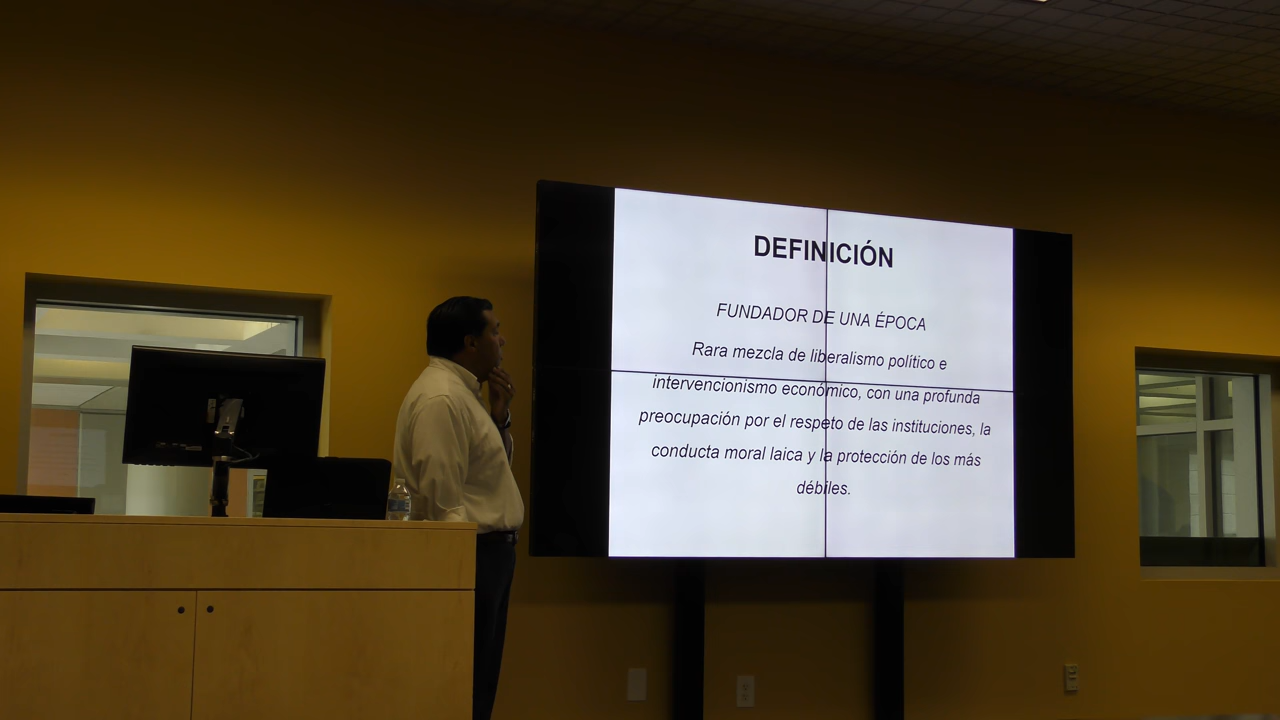 DEFINICIÓN
FUNDADOR DE UNA ÉPOCA
Rara mezcla de liberalismo político e
intervencionismo económico, con una profunda
preocupación por el respeto de las instituciones, la
conducta moral laica y la protección de los más
débiles.